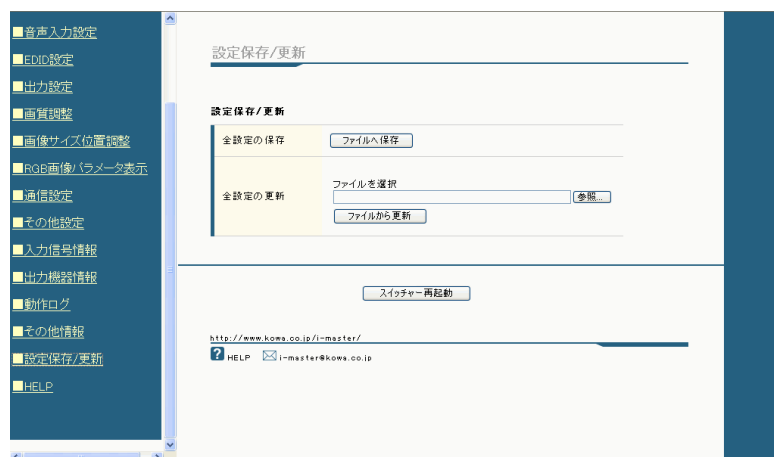 ■音声入力設定
■EDID設定
■出力設定
■画質調整
■画像サイズ位置調整
■RGB画像パラメータ表示
■通信設定
■その他設定
■入力信号情報
■出力機器情報
■動作ログ
■その他情報
■設定保存/更新
■HELP
設定保存/更新
設定保存/更新
全設定の保存 ファイルへ保存
ファイルを選択
全設定の更新 参照...
ファイルから更新
スイッチャー再起動
http://www.kowa.co.jp/i-master/
? HELP i-master@kowa.co.jp